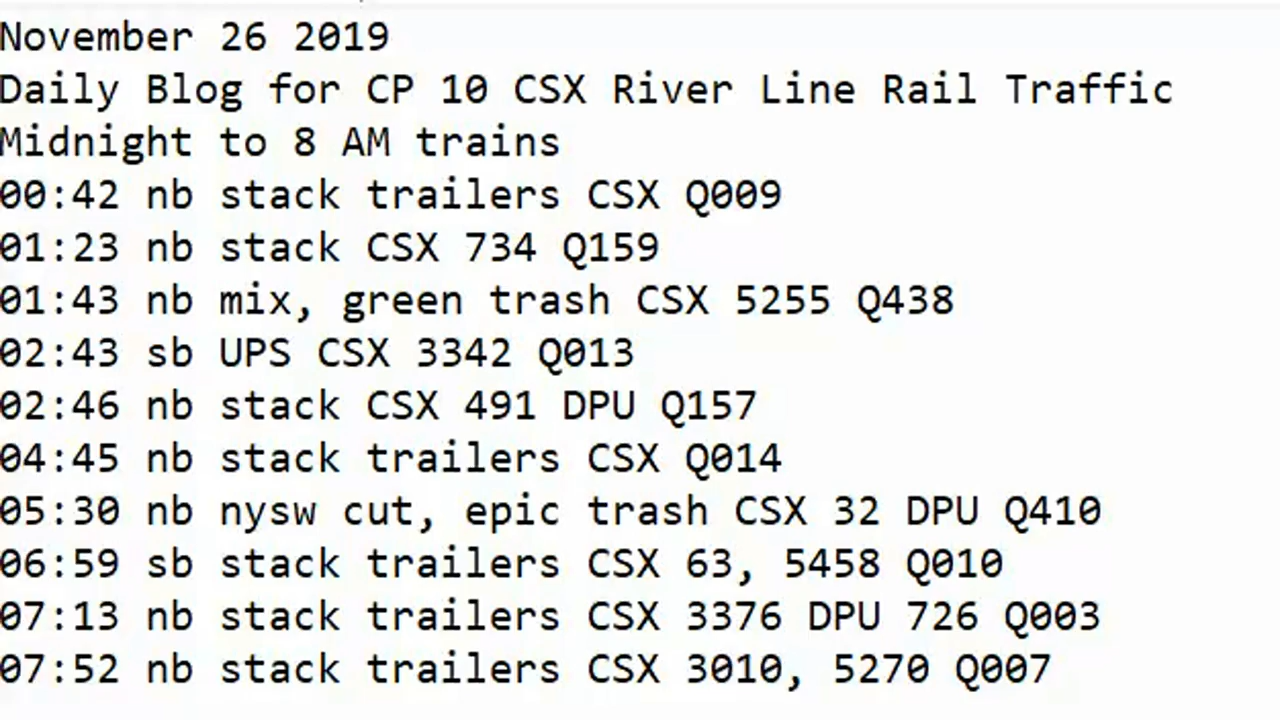 November 26 2019
Daily Blog for CP 10 CSX River Line Rail Traffic
Midnight to 8 AM trains
00:42 nb stack trailers CSX Q009
01:23 nb stack CSX 734 Q159
01:43 nb mix, green trash CSX 5255 Q438
02:43 sb UPS CSX 3342 Q013
02:46 nb stack CSX 491 DPU Q157
04:45 nb stack trailers CSX Q014
05:30 nb nysw cut, epic trash CSX 32 DPU Q410
06:59 sb stack trailers CSX 63, 5458 Q010
07:13 nb stack trailers CSX 3376 DPU 726 Q003
07:52 nb stack trailers CSX 3010, 5270 Q007